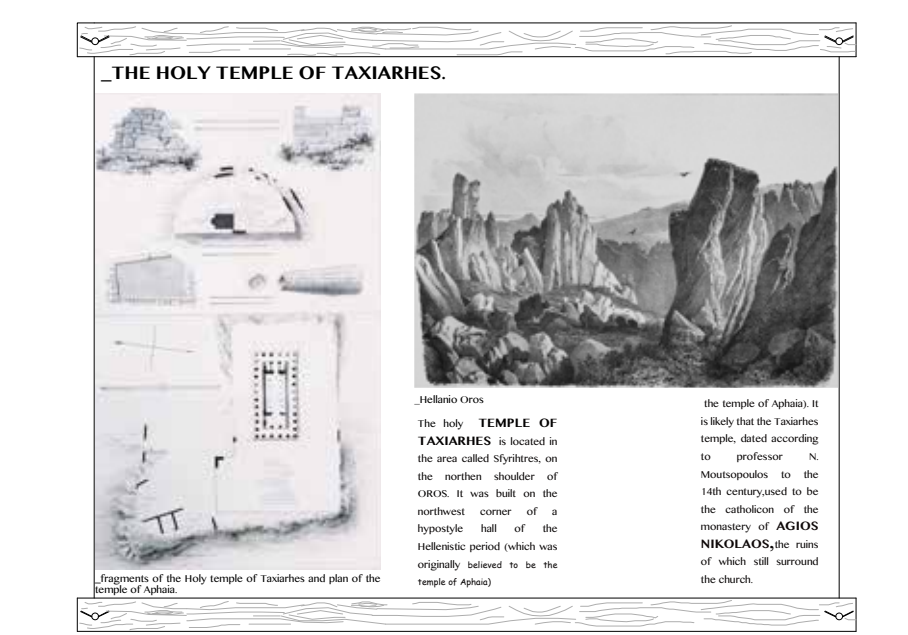 _THE HOLY TEMPLE OF TAXIARHES.
_fragments of the Holy temple of Taxiarhes and plan of the
temple of Aphaia.
_Hellanio Oros
The holy TEMPLE OF
TAXIARHES is located in
the area called Sfyrihtres, on
the northen shoulder of
OROS. It was built on the
northwest corner of a
hypostyle hall of the
Hellenistic period (which was
originally believed to be the
temple of Aphaia)
the temple of Aphaia). It
is likely that the Taxiarhes
temple, dated according
to professor N.
Moutsopoulos to the
14th century,used to be
the catholicon of the
monastery of AGIOS
NIKOLAOS,the ruins
of which still surround
the church.